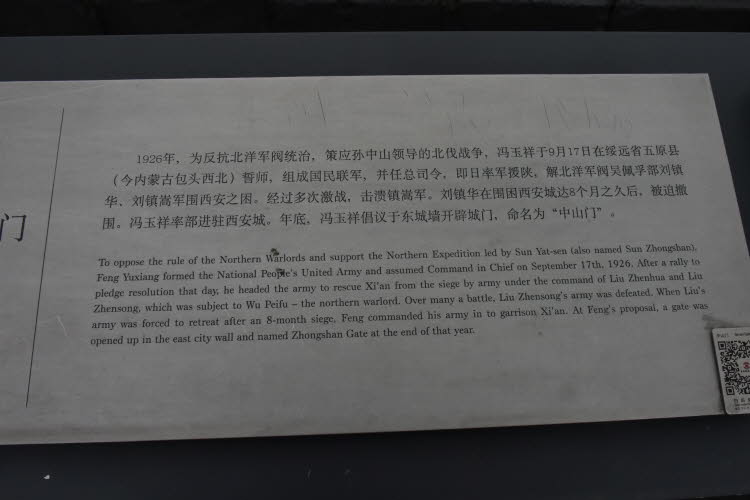 1926年，为反抗北洋军阀统治，策应孙中山领导的北伐战争，冯玉祥于9月17日在绥远省五原县
（今内蒙古包头西北）誓师，组成国民联军，并任总司令，即日率军援陕，解北洋军阀吴佩孚部刘镇
华、刘镇嵩军围西安之困。经过多次激战，击溃镇嵩军。刘镇华在围困西安城达8个月之久后，被迫撤
围。冯玉祥率部进驻西安城。年底，冯玉祥倡议于东城墙开辟城门，命名为“中山门”。
门
To oppose the rule of the Northern Warlords and support the Northern Expedition led by Sun Yat-sen (also named Sun Zhongshan),
Feng Yuxiang formed the National People's United Army and assumed Command in Chief on September 17th, 1926. After a rally to
pledge resolution that day, he headed the army to rescue Xi'an from the siege by army under the command of Liu Zhenhua and Liu
Zhensong, which was subject to Wu Peifu – the northern warlord. Over many a battle, Liu Zhensong's army was defeated. When Liu's
army was forced to retreat after an 8-month siege, Feng commanded his army in to garrison Xi'an. At Feng's proposai, a gate was
opened up in the east city wall and named Zhongshan Gate at the end of that year.